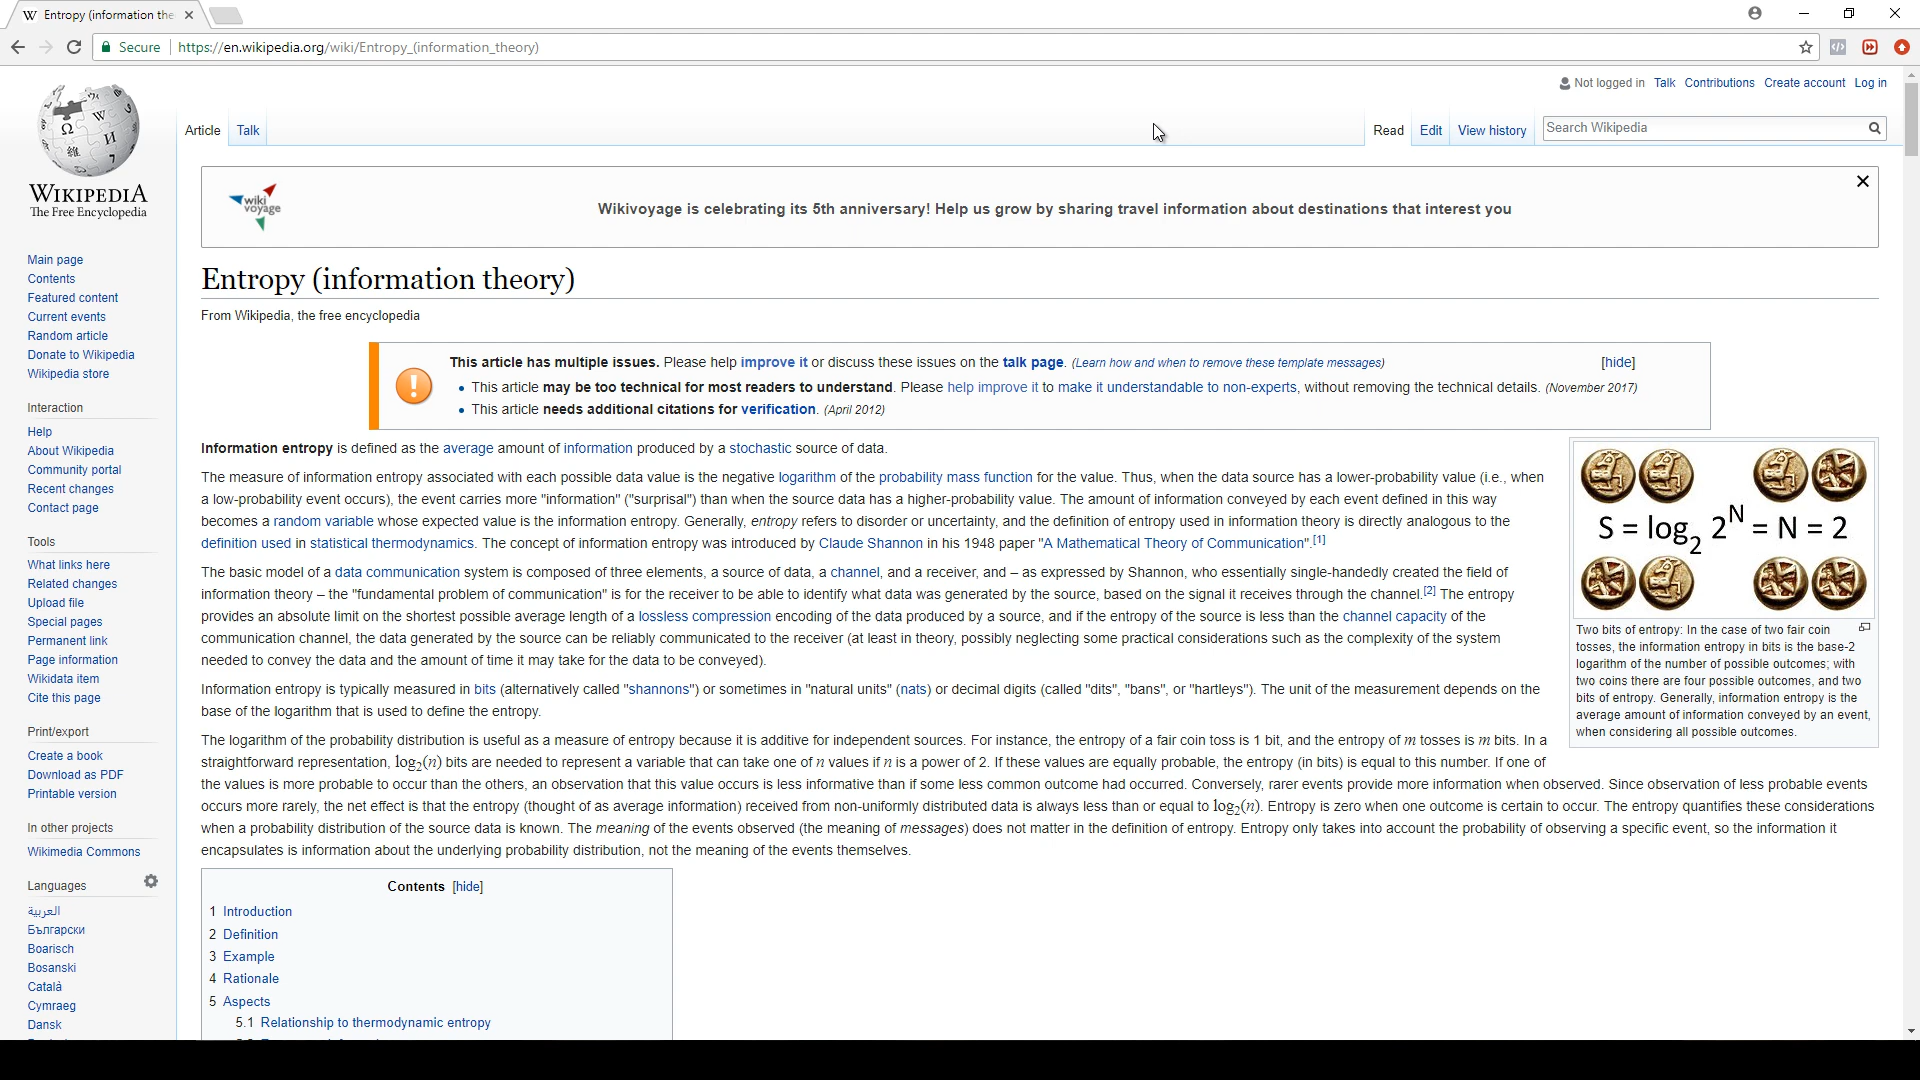 Entropy (information the
Secure https://en.wikipedia.org/wiki/Entropy_(information_theory)
Not logged in Talk Contributions Create account Log in
Article Talk Read Edit View history Search Wikipedia
WIKIPEDIA
The Free Encyclopedia
wiki
voyage
Wikivoyage is celebrating its 5th anniversary! Help us grow by sharing travel information about destinations that interest you
Main page
Contents
Featured content
Current events
Random article
Donate to Wikipedia
Wikipedia store
Interaction
Help
About Wikipedia
Community portal
Recent changes
Contact page
Tools
What links here
Related changes
Upload file
Special pages
Permanent link
Page information
Wikidata item
Cite this page
Print/export
Create a book
Download as PDF
Printable version
In other projects
Wikimedia Commons
Languages
العربية
Български
Boarisch
Bosanski
Català
Cymraeg
Dansk
Entropy (information theory)
From Wikipedia, the free encyclopedia
This article has multiple issues. Please help improve it or discuss these issues on the talk page. (Learn how and when to remove these template messages) [hide]
• This article may be too technical for most readers to understand. Please help improve it to make it understandable to non-experts, without removing the technical details. (November 2017)
• This article needs additional citations for verification. (April 2012)
Information entropy is defined as the average amount of information produced by a stochastic source of data.
The measure of information entropy associated with each possible data value is the negative logarithm of the probability mass function for the value. Thus, when the data source has a lower-probability value (i.e., when
a low-probability event occurs), the event carries more "information" ("surprisal") than when the source data has a higher-probability value. The amount of information conveyed by each event defined in this way
becomes a random variable whose expected value is the information entropy. Generally, entropy refers to disorder or uncertainty, and the definition of entropy used in information theory is directly analogous to the
definition used in statistical thermodynamics. The concept of information entropy was introduced by Claude Shannon in his 1948 paper "A Mathematical Theory of Communication".[1]
The basic model of a data communication system is composed of three elements, a source of data, a channel, and a receiver, and – as expressed by Shannon, who essentially single-handedly created the field of
information theory – the "fundamental problem of communication" is for the receiver to be able to identify what data was generated by the source, based on the signal it receives through the channel.[2] The entropy
provides an absolute limit on the shortest possible average length of a lossless compression encoding of the data produced by a source, and if the entropy of the source is less than the channel capacity of the
communication channel, the data generated by the source can be reliably communicated to the receiver (at least in theory, possibly neglecting some practical considerations such as the complexity of the system
needed to convey the data and the amount of time it may take for the data to be conveyed).
Information entropy is typically measured in bits (alternatively called "shannons") or sometimes in "natural units" (nats) or decimal digits (called "dits", "bans", or "hartleys"). The unit of the measurement depends on the
base of the logarithm that is used to define the entropy.
The logarithm of the probability distribution is useful as a measure of entropy because it is additive for independent sources. For instance, the entropy of a fair coin toss is 1 bit, and the entropy of m tosses is m bits. In a
straightforward representation, log2(n) bits are needed to represent a variable that can take one of n values if n is a power of 2. If these values are equally probable, the entropy (in bits) is equal to this number. If one of
the values is more probable to occur than the others, an observation that this value occurs is less informative than if some less common outcome had occurred. Conversely, rarer events provide more information when observed. Since observation of less probable events
occurs more rarely, the net effect is that the entropy (thought of as average information) received from non-uniformly distributed data is always less than or equal to log2(n). Entropy is zero when one outcome is certain to occur. The entropy quantifies these considerations
when a probability distribution of the source data is known. The meaning of the events observed (the meaning of messages) does not matter in the definition of entropy. Entropy only takes into account the probability of observing a specific event, so the information it
encapsulates is information about the underlying probability distribution, not the meaning of the events themselves.
S = log2 2^N = N = 2
Two bits of entropy: In the case of two fair coin
tosses, the information entropy in bits is the base-2
logarithm of the number of possible outcomes; with
two coins there are four possible outcomes, and two
bits of entropy. Generally, information entropy is the
average amount of information conveyed by an event,
when considering all possible outcomes.
Contents [hide]
1 Introduction
2 Definition
3 Example
4 Rationale
5 Aspects
5.1 Relationship to thermodynamic entropy